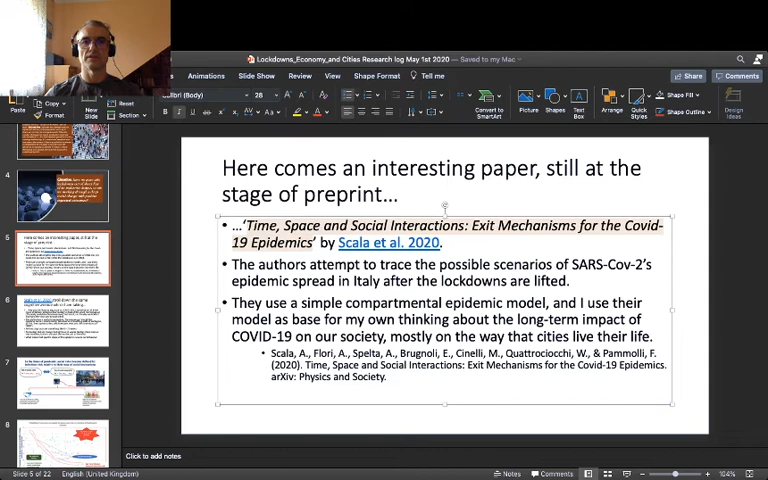 Lockdowns_Economy_and Cities Research log May 1st 2020 — Saved to my Mac
Animations Slide Show Review View Shape Format Tell me
Share Comments
Paste Copy Format New Slide Reset Section
(Body) 28
B I U
Convert to SmartArt Picture Shapes Text Box Arrange Quick Styles Shape Fill Shape Outline Design Ideas
4
5
6
7
8
Here comes an interesting paper, still at the
stage of preprint…
• …‘Time, Space and Social Interactions: Exit Mechanisms for the Covid-
19 Epidemics’ by Scala et al. 2020.
• The authors attempt to trace the possible scenarios of SARS-Cov-2’s
epidemic spread in Italy after the lockdowns are lifted.
• They use a simple compartmental epidemic model, and I use their
model as base for my own thinking about the long-term impact of
COVID-19 on our society, mostly on the way that cities live their life.
• Scala, A., Flori, A., Spelta, A., Brugnoli, E., Cinelli, M., Quattrociocchi, W., & Pammolli, F.
(2020). Time, Space and Social Interactions: Exit Mechanisms for the Covid-19 Epidemics.
arXiv: Physics and Society.
Click to add notes
Slide 5 of 22 English (United Kingdom) Notes Comments 104%